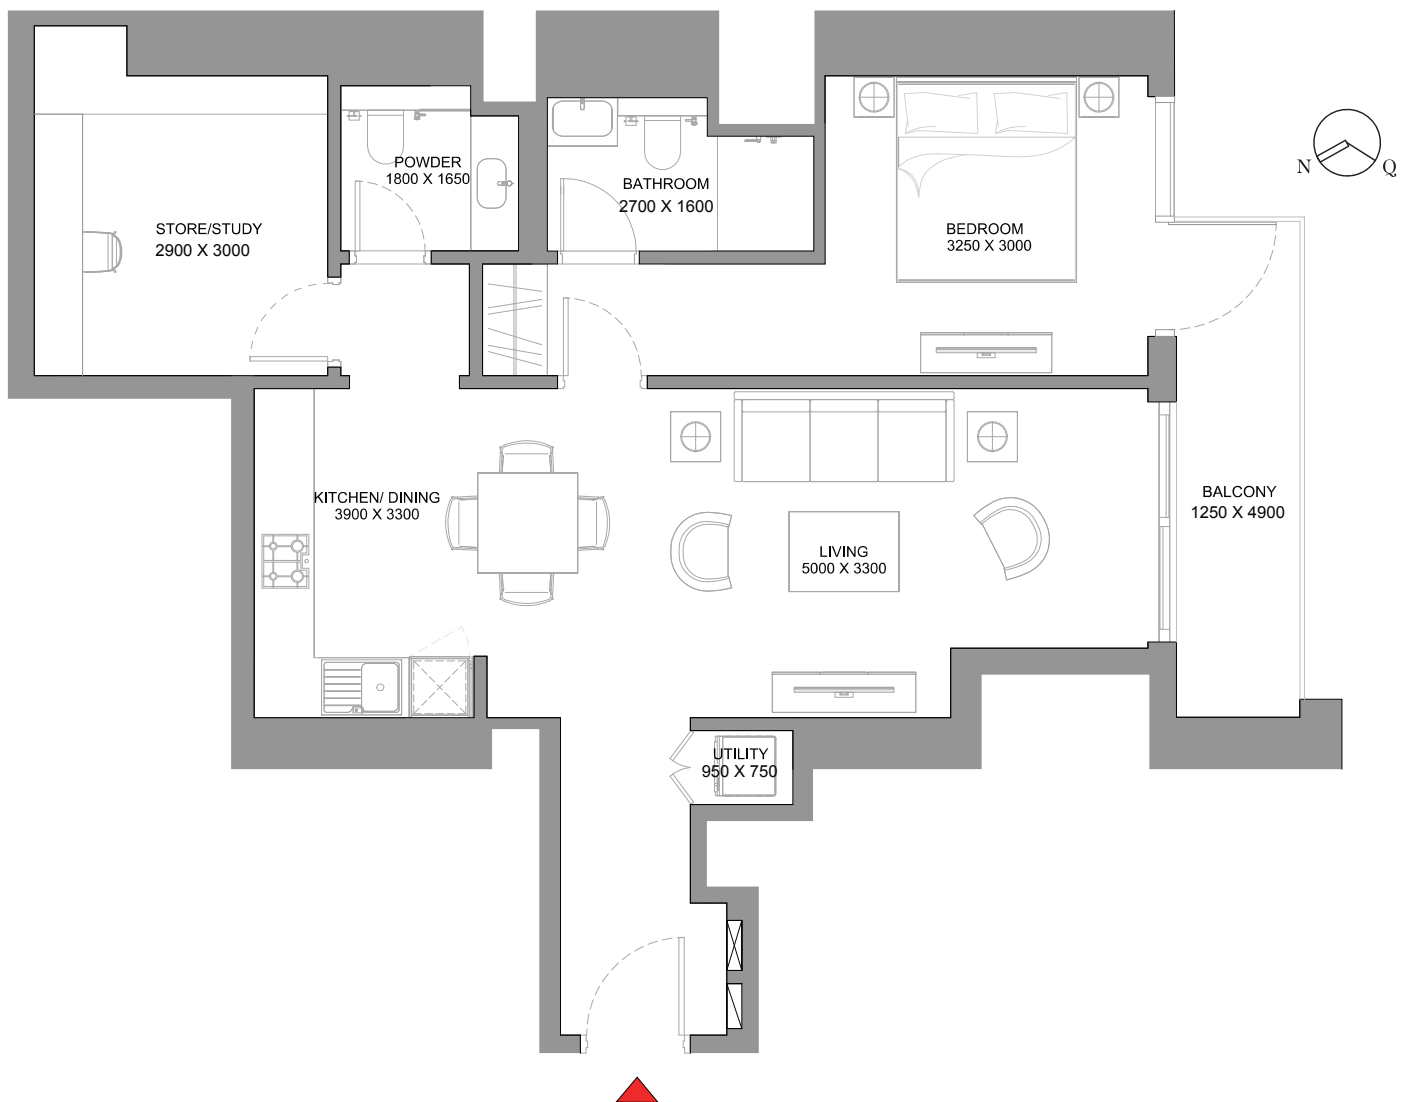 POWDER
1800 X 1650
BATHROOM
2700 X 1600
STORE/STUDY
2900 X 3000
BEDROOM
3250 X 3000
N
Q
KITCHEN/ DINING
3900 X 3300
BALCONY
1250 X 4900
LIVING
5000 X 3300
UTILITY
950 X 750